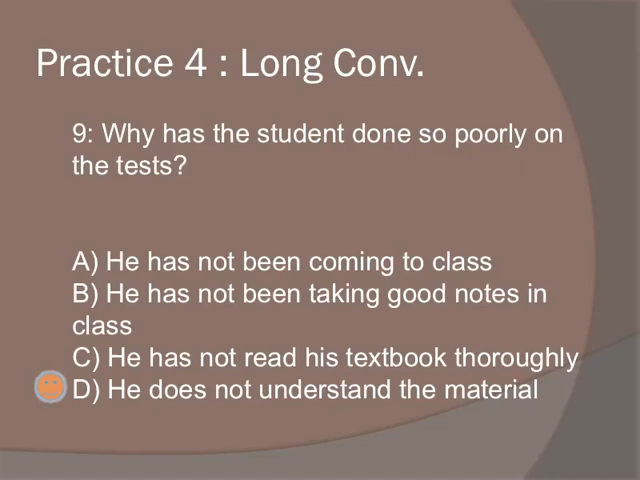 Practice 4 : Long Conv.
9: Why has the student done so poorly on
the tests?
A) He has not been coming to class
B) He has not been taking good notes in
class
C) He has not read his textbook thoroughly
D) He does not understand the material